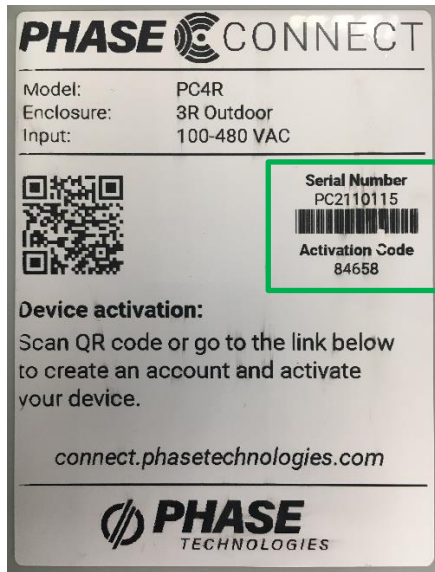 PHASE CONNECT
Model: PC4R
Enclosure: 3R Outdoor
Input: 100-480 VAC
Serial Number
PC2110115
Activation Code
84658
Device activation:
Scan QR code or go to the link below
to create an account and activate
your device.
connect.phasetechnologies.com
PHASE
TECHNOLOGIES